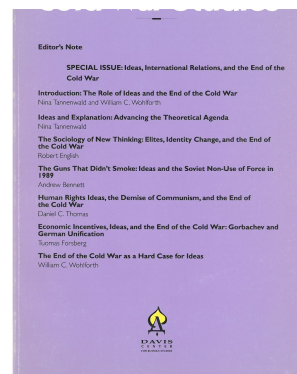 Editor's Note
SPECIAL ISSUE: Ideas, International Relations, and the End of the
Cold War
Introduction: The Role of Ideas and the End of the Cold War
Nina Tannenwald and William C. Wohlforth
Ideas and Explanation: Advancing the Theoretical Agenda
Nina Tannenwald
The Sociology of New Thinking: Elites, Identity Change, and the End of
the Cold War
Robert English
The Guns That Didn't Smoke: Ideas and the Soviet Non-Use of Force in
1989
Andrew Bennett
Human Rights Ideas, the Demise of Communism, and the End of
the Cold War
Daniel C. Thomas
Economic Incentives, Ideas, and the End of the Cold War: Gorbachev and
German Unification
Tuomas Forsberg
The End of the Cold War as a Hard Case for Ideas
William C. Wohlforth
DAVIS
CENTER